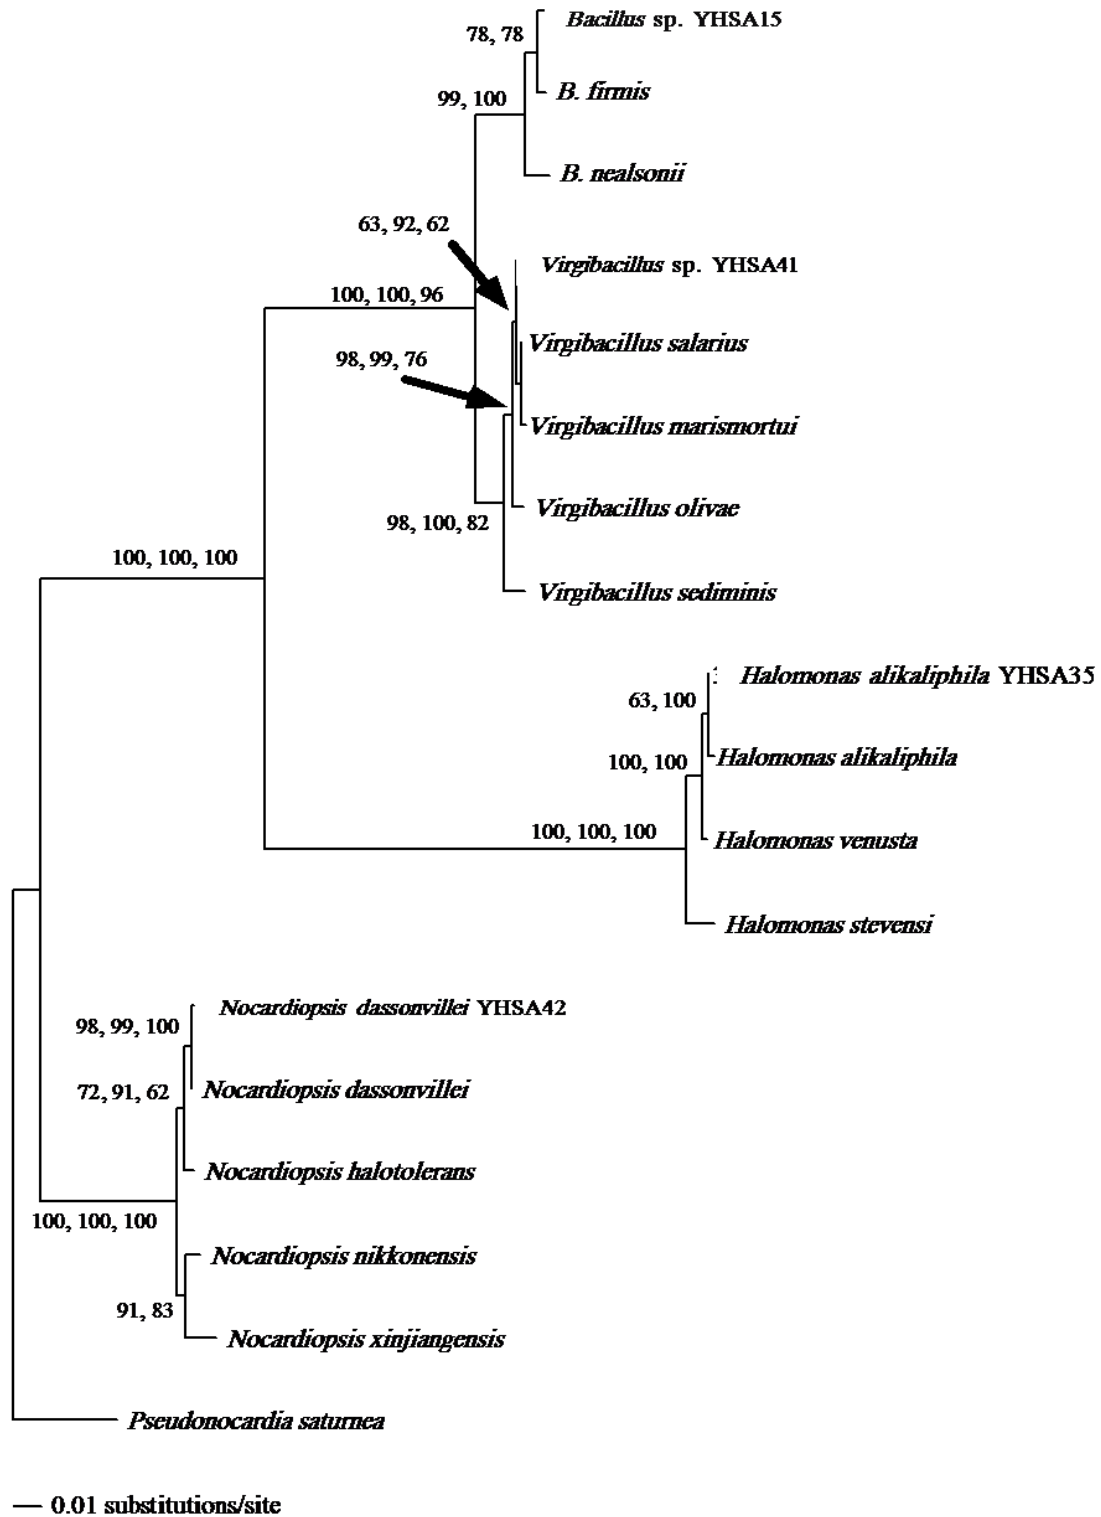 Bacillus sp. YHSA15
78, 78
B. firmis
99, 100
B. nealsonii
63, 92, 62
Virgibacillus sp. YHSA41
100, 100, 96
Virgibacillus salarius
98, 99, 76
Virgibacillus marismortui
Virgibacillus olivae
98, 100, 82
100, 100, 100
Virgibacillus sediminis
Halomonas alikaliphila YHSA35
63, 100
Halomonas alikaliphila
100, 100
100, 100, 100
Halomonas venusta
Halomonas stevensi
Nocardiopsis dassonvillei YHSA42
98, 99, 100
Nocardiopsis dassonvillei
72, 91, 62
Nocardiopsis halotolerans
100, 100, 100
Nocardiopsis nikkonensis
91, 83
Nocardiopsis xinjiangensis
Pseudonocardia saturnea
0.01 substitutions/site